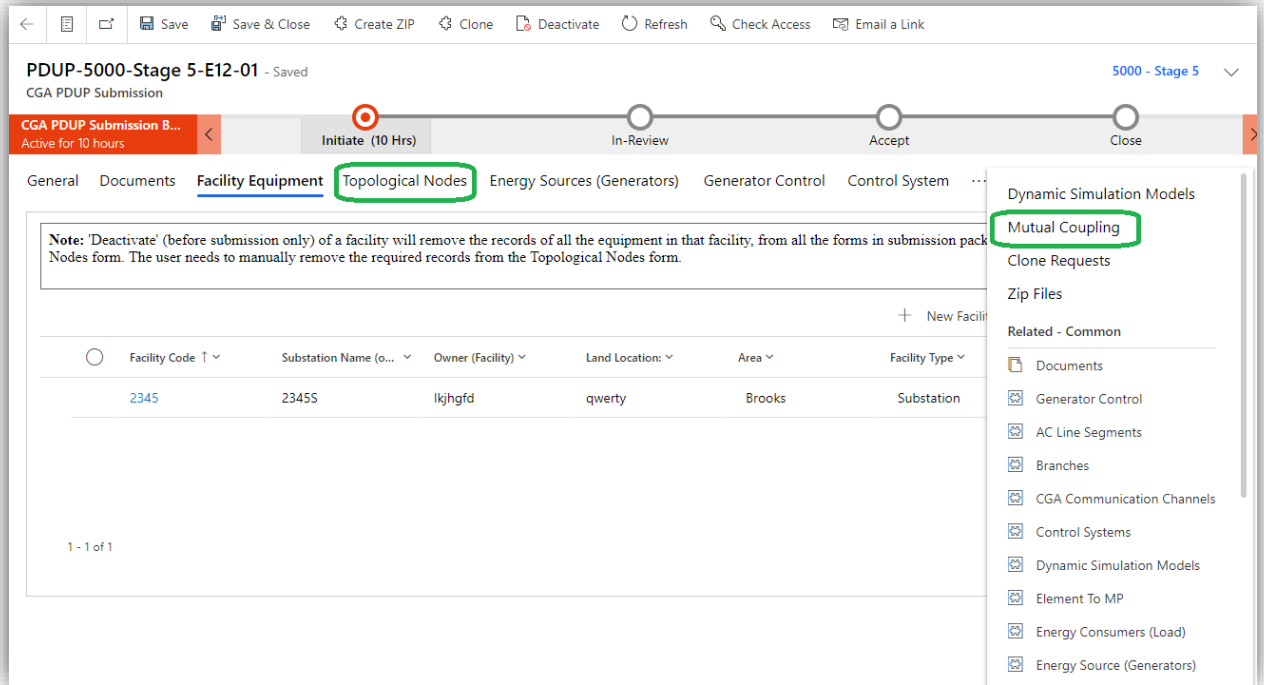 Save
Save & Close
Create ZIP
Clone
Deactivate
Refresh
Check Access
Email a Link
PDUP-5000-Stage 5-E12-01 - Saved
5000 - Stage 5
CGA PDUP Submission
CGA PDUP Submission B...
Active for 10 hours
Initiate (10 Hrs)
In-Review
Accept
Close
General
Documents
Facility Equipment
Topological Nodes
Energy Sources (Generators)
Generator Control
Control System
...
Note: 'Deactivate' (before submission only) of a facility will remove the records of all the equipment in that facility, from all the forms in submission pack
Nodes form. The user needs to manually remove the required records from the Topological Nodes form.
+ New Facilit
Facility Code ↑
Substation Name (o...
Owner (Facility)
Land Location:
Area
Facility Type
2345
2345S
lkjhgfd
qwerty
Brooks
Substation
1 - 1 of 1
Dynamic Simulation Models
Mutual Coupling
Clone Requests
Zip Files
Related - Common
Documents
Generator Control
AC Line Segments
Branches
CGA Communication Channels
Control Systems
Dynamic Simulation Models
Element To MP
Energy Consumers (Load)
Energy Source (Generators)